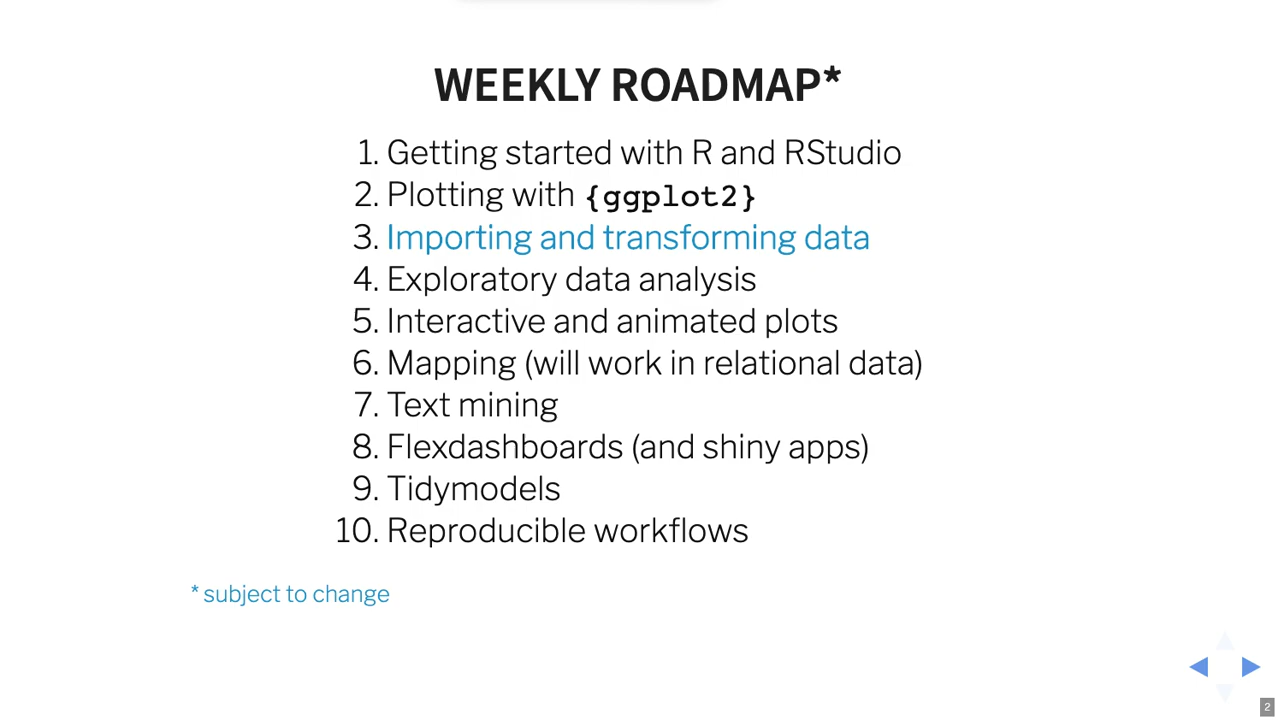 WEEKLY ROADMAP*
1. Getting started with R and RStudio
2. Plotting with {ggplot2}
3. Importing and transforming data
4. Exploratory data analysis
5. Interactive and animated plots
6. Mapping (will work in relational data)
7. Text mining
8. Flexdashboards (and shiny apps)
9. Tidymodels
10. Reproducible workflows
* subject to change
2